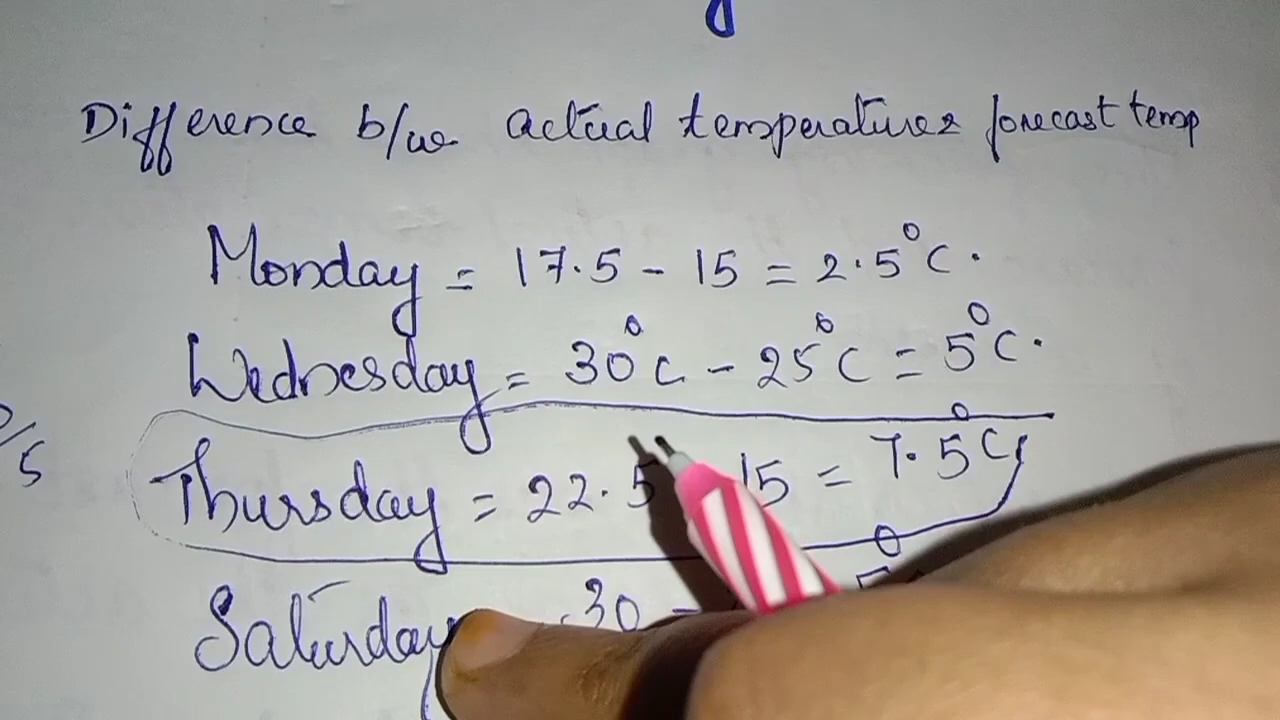 Difference b/w actual temperature & forecast temp
Monday = 17.5 - 15 = 2.5°C.
Wednesday = 30°C - 25°C = 5°C.
Thursday = 22.5 15 = 7.5°C
Saturday 30 -
/5